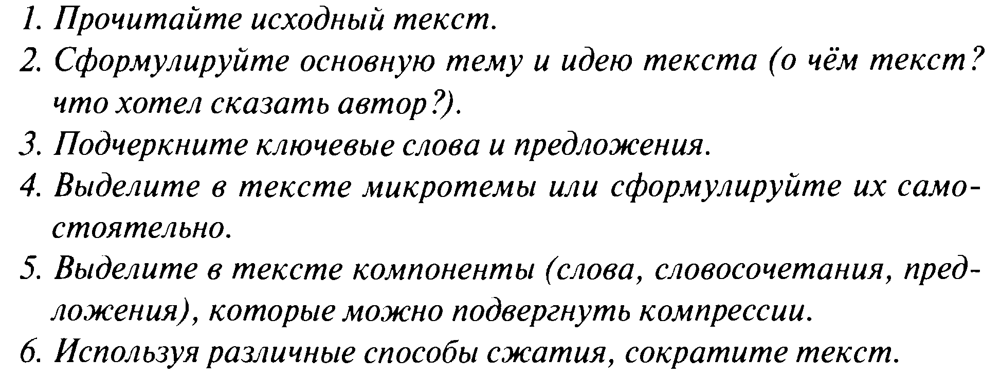 1. Прочитайте исходный текст.
2. Сформулируйте основную тему и идею текста (о чём текст?
что хотел сказать автор?).
3. Подчеркните ключевые слова и предложения.
4. Выделите в тексте микротемы или сформулируйте их само-
стоятельно.
5. Выделите в тексте компоненты (слова, словосочетания, пред-
ложения), которые можно подвергнуть компрессии.
6. Используя различные способы сжатия, сократите текст.